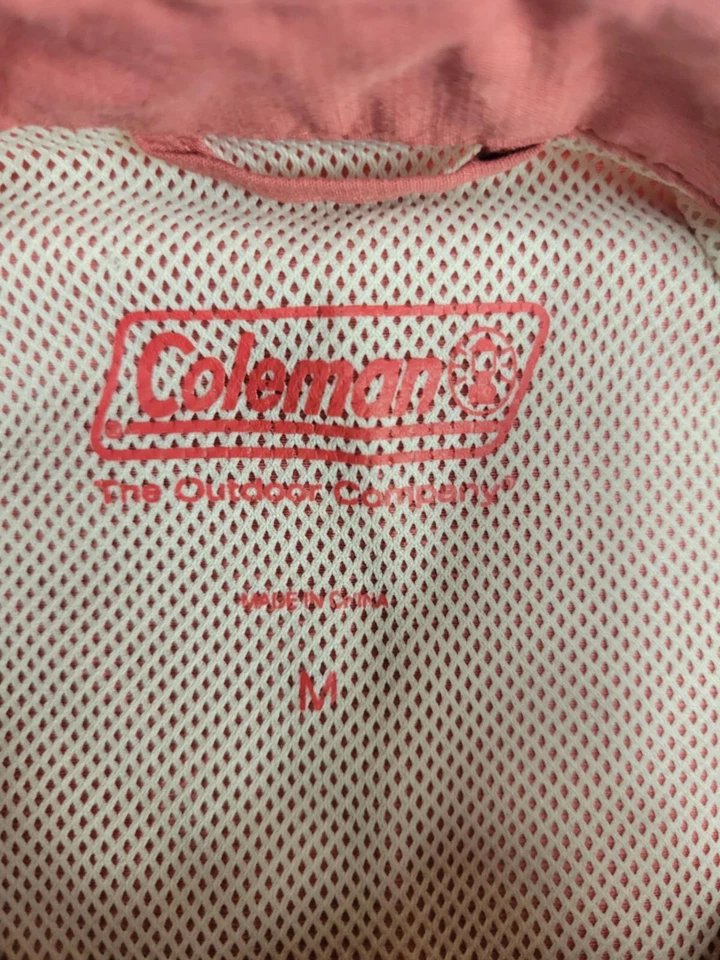 Coleman
®
The Outdoor Company®
MADE IN CHINA
M